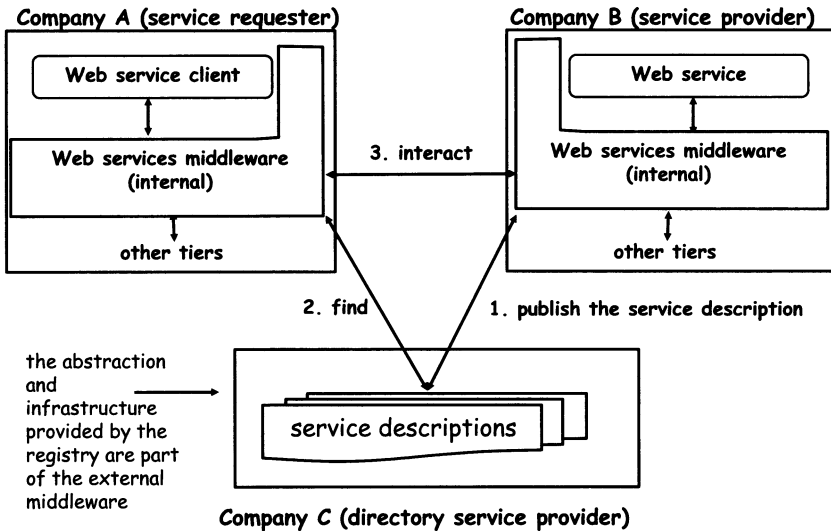 Company A (service requester)
Company B (service provider)
Web service client
Web service
Web services middleware
(internal)
3. interact
Web services middleware
(internal)
other tiers
other tiers
2. find
1. publish the service description
the abstraction
and
infrastructure
provided by the
registry are part
of the external
middleware
service descriptions
Company C (directory service provider)